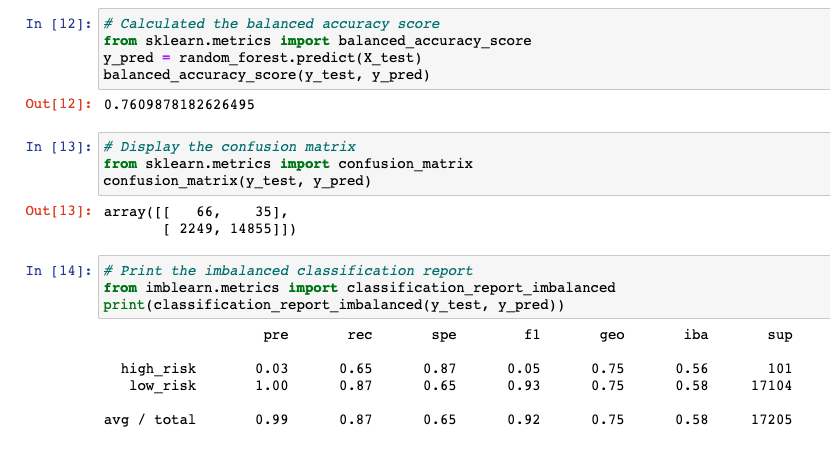 In [12]: # Calculated the balanced accuracy score
from sklearn.metrics import balanced_accuracy_score
y_pred = random_forest.predict(X_test)
balanced_accuracy_score(y_test, y_pred)
Out[12]: 0.7609878182626495
In [13]: # Display the confusion matrix
from sklearn.metrics import confusion_matrix
confusion_matrix(y_test, y_pred)
Out[13]: array([[   66,    35],
       [ 2249, 14855]])
In [14]: # Print the imbalanced classification report
from imblearn.metrics import classification_report_imbalanced
print(classification_report_imbalanced(y_test, y_pred))
pre rec spe f1 geo iba sup
high_risk 0.03 0.65 0.87 0.05 0.75 0.56 101
low_risk 1.00 0.87 0.65 0.93 0.75 0.58 17104
avg / total 0.99 0.87 0.65 0.92 0.75 0.58 17205